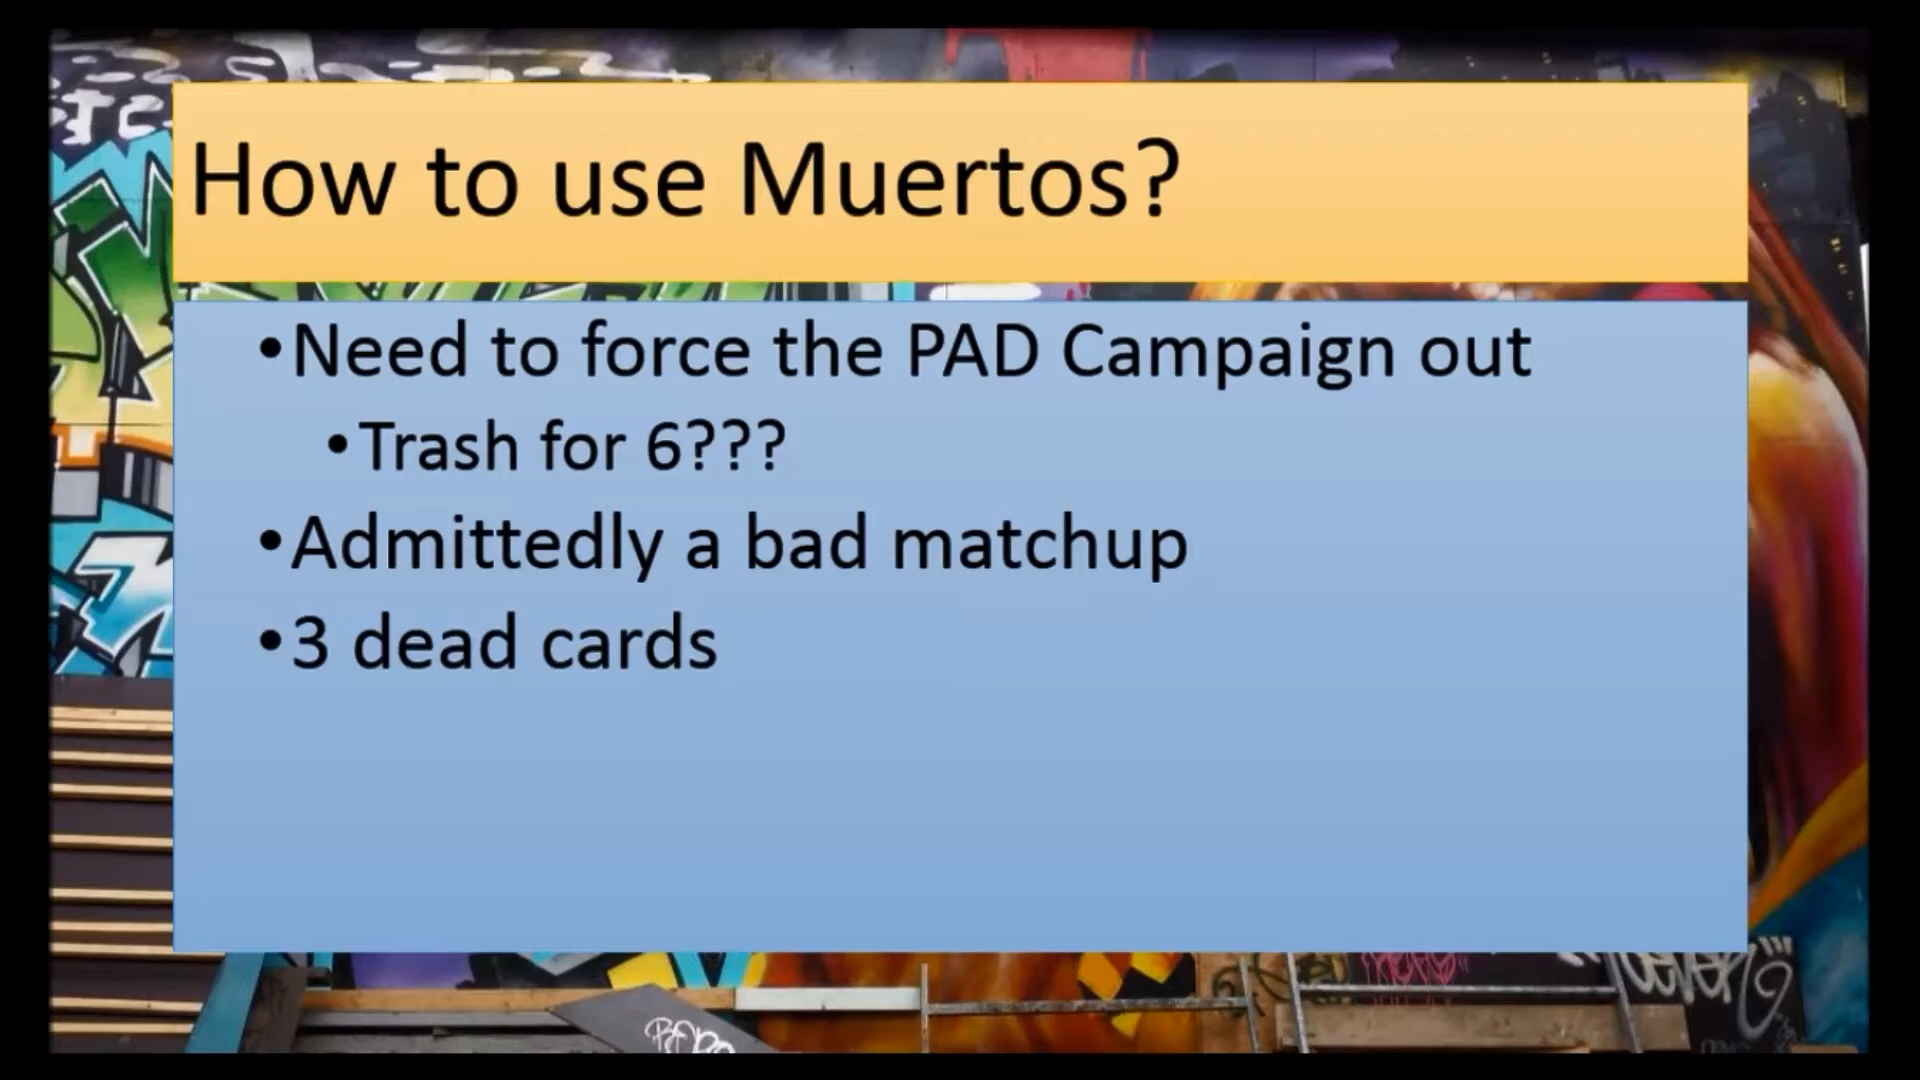 How to use Muertos?
•Need to force the PAD Campaign out
•Trash for 6???
•Admittedly a bad matchup
•3 dead cards